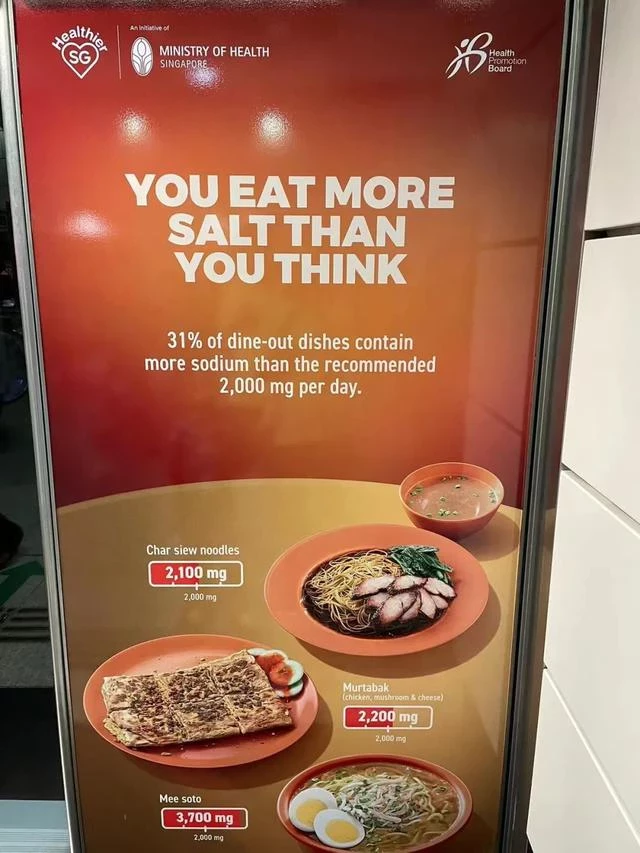 Healthier
SG
An initiative of
MINISTRY OF HEALTH
SINGAPORE
Health
Promotion
Board
YOU EAT MORE
SALT THAN
YOU THINK
31% of dine-out dishes contain
more sodium than the recommended
2,000 mg per day.
Char siew noodles
2,100 mg
2,000 mg
Murtabak
(chicken, mushroom & cheese)
2,200 mg
2,000 mg
Mee soto
3,700 mg
2,000 mg